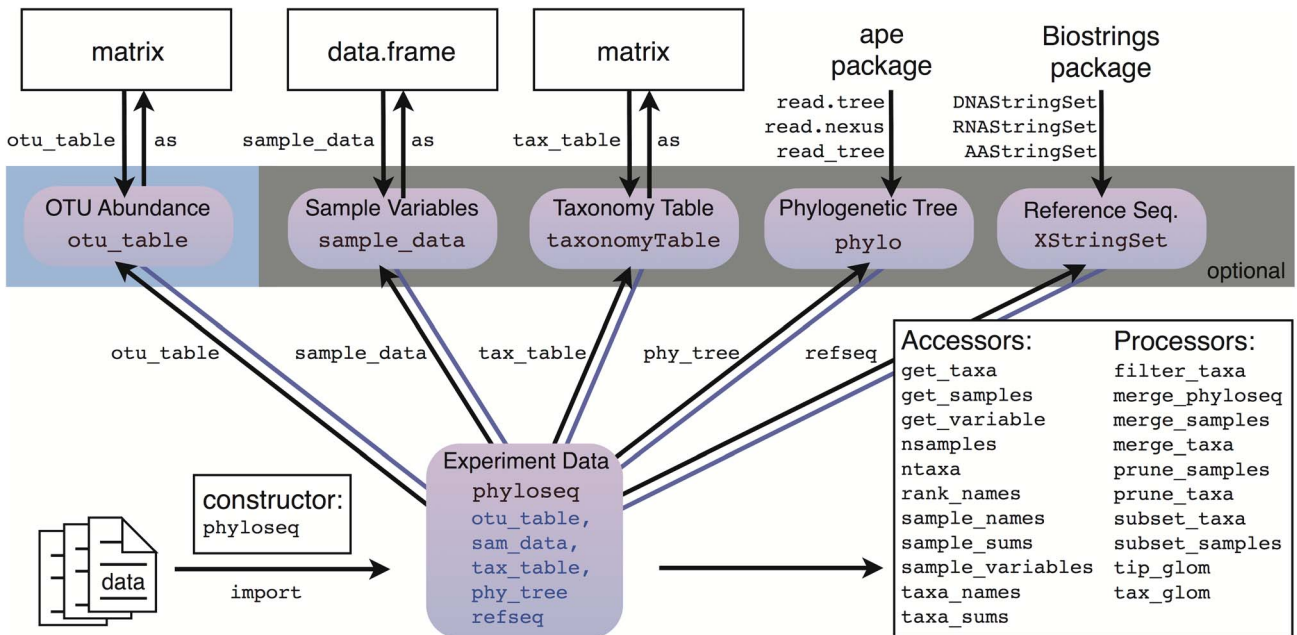 matrix
data.frame
matrix
ape
package
Biostrings
package
read.tree
read.nexus
read_tree
DNAStringSet
RNAStringSet
AAStringSet
otu_table
as
sample_data
as
tax_table
as
OTU Abundance
otu_table
Sample Variables
sample_data
Taxonomy Table
taxonomyTable
Phylogenetic Tree
phylo
Reference Seq.
XStringSet
optional
otu_table
sample_data
tax_table
phy_tree
refseq
constructor:
phyloseq
data
import
Experiment Data
phyloseq
otu_table,
sam_data,
tax_table,
phy_tree
refseq
Accessors:
get_taxa
get_samples
get_variable
nsamples
ntaxa
rank_names
sample_names
sample_sums
sample_variables
taxa_names
taxa_sums
Processors:
filter_taxa
merge_phyloseq
merge_samples
merge_taxa
prune_samples
prune_taxa
subset_taxa
subset_samples
tip_glom
tax_glom